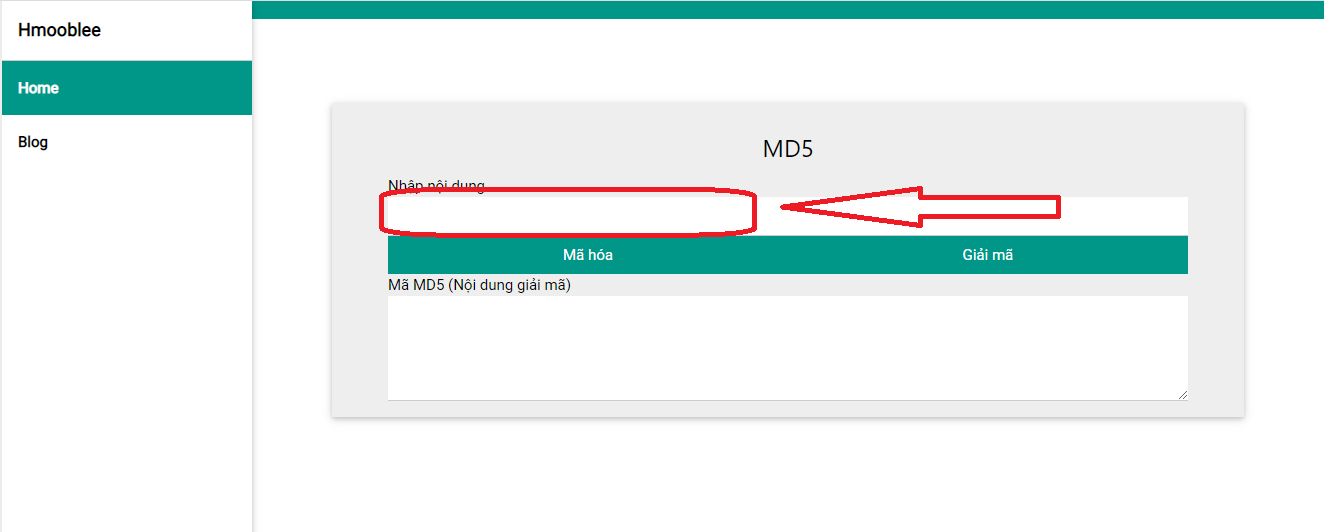 Hmooblee
Home
Blog
MD5
Nhập nội dung
Mã hóa
Giải mã
Mã MD5 (Nội dung giải mã)